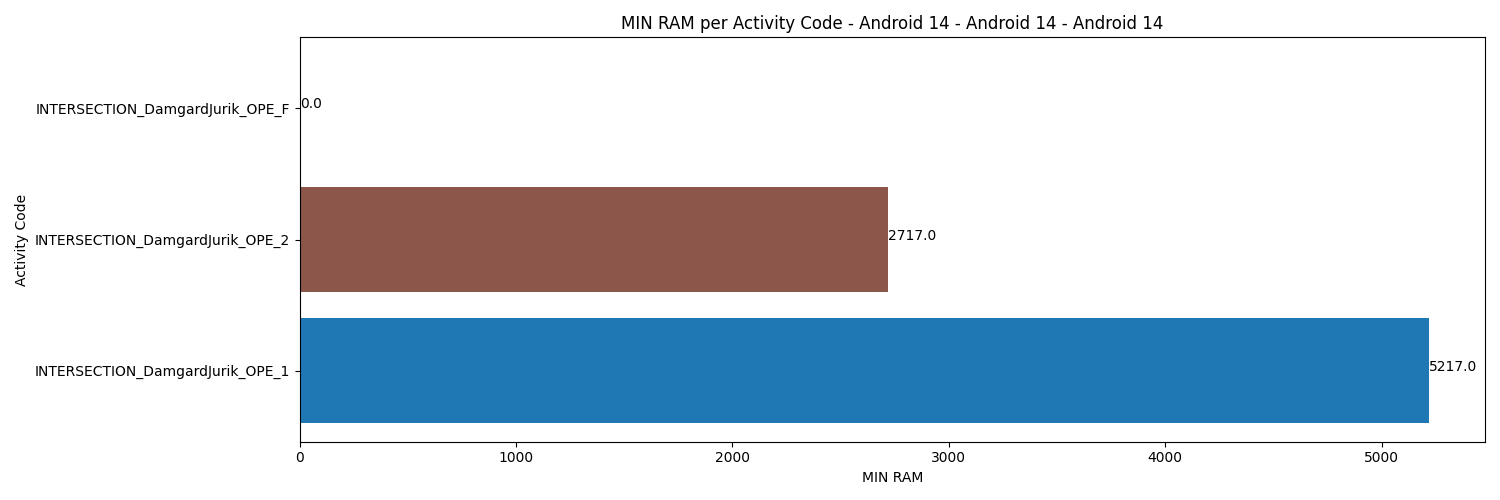 MIN RAM per Activity Code - Android 14 - Android 14 - Android 14
Activity Code
INTERSECTION_DamgardJurik_OPE_F
0.0
INTERSECTION_DamgardJurik_OPE_2
2717.0
INTERSECTION_DamgardJurik_OPE_1
5217.0
0 1000 2000 3000 4000 5000
MIN RAM